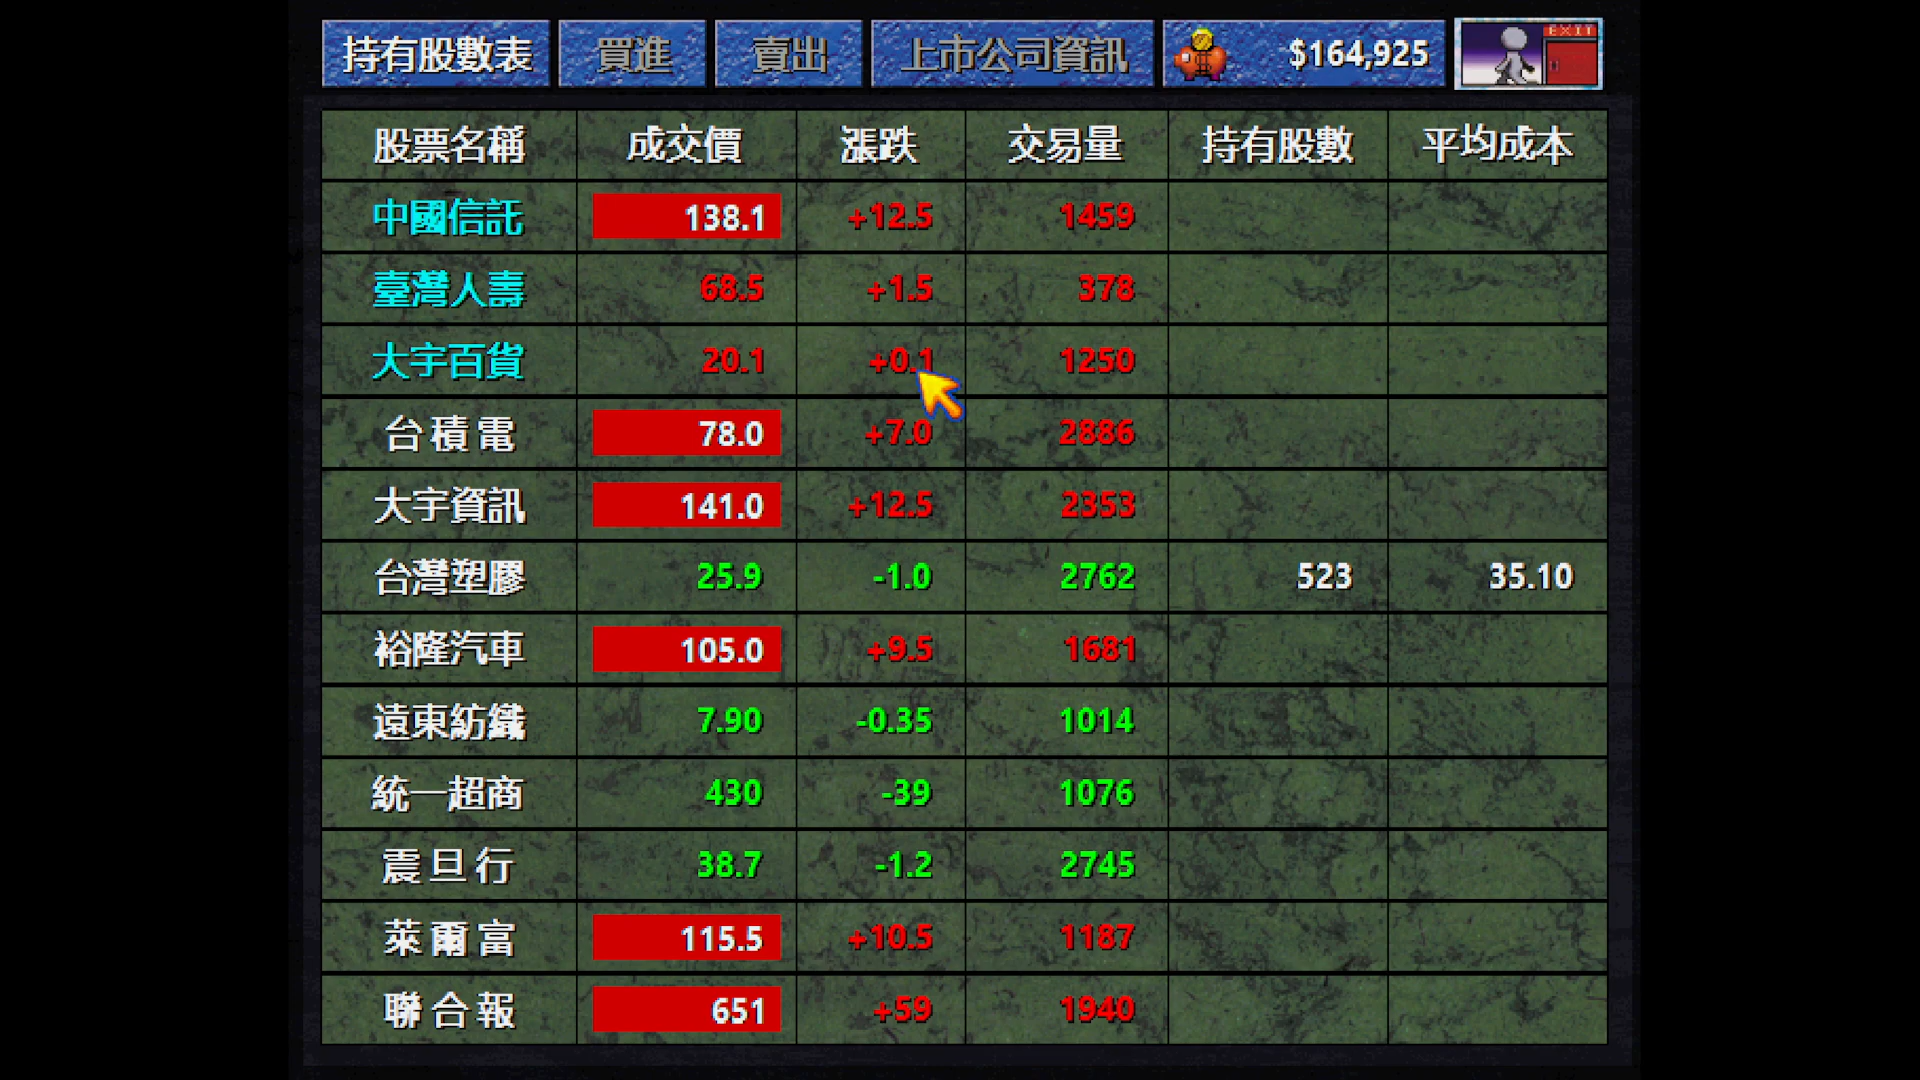 持有股數表 買進 賣出 上市公司資訊 $164,925 EXIT
股票名稱 成交價 漲跌 交易量 持有股數 平均成本
中國信託 138.1 +12.5 1459
臺灣人壽 68.5 +1.5 378
大宇百貨 20.1 +0.1 1250
台積電 78.0 +7.0 2886
大宇資訊 141.0 +12.5 2353
台灣塑膠 25.9 -1.0 2762 523 35.10
裕隆汽車 105.0 +9.5 1681
遠東紡織 7.90 -0.35 1014
統一超商 430 -39 1076
震旦行 38.7 -1.2 2745
萊爾富 115.5 +10.5 1187
聯合報 651 +59 1940